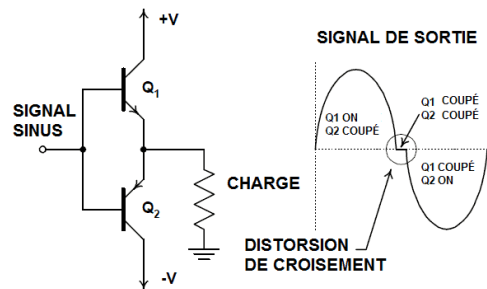 +V
Q1
SIGNAL
SINUS
Q2
CHARGE
-V
SIGNAL DE SORTIE
Q1 ON
Q2 COUPÉ
Q1 COUPÉ
Q2 COUPÉ
Q1 COUPÉ
Q2 ON
DISTORSION
DE CROISEMENT